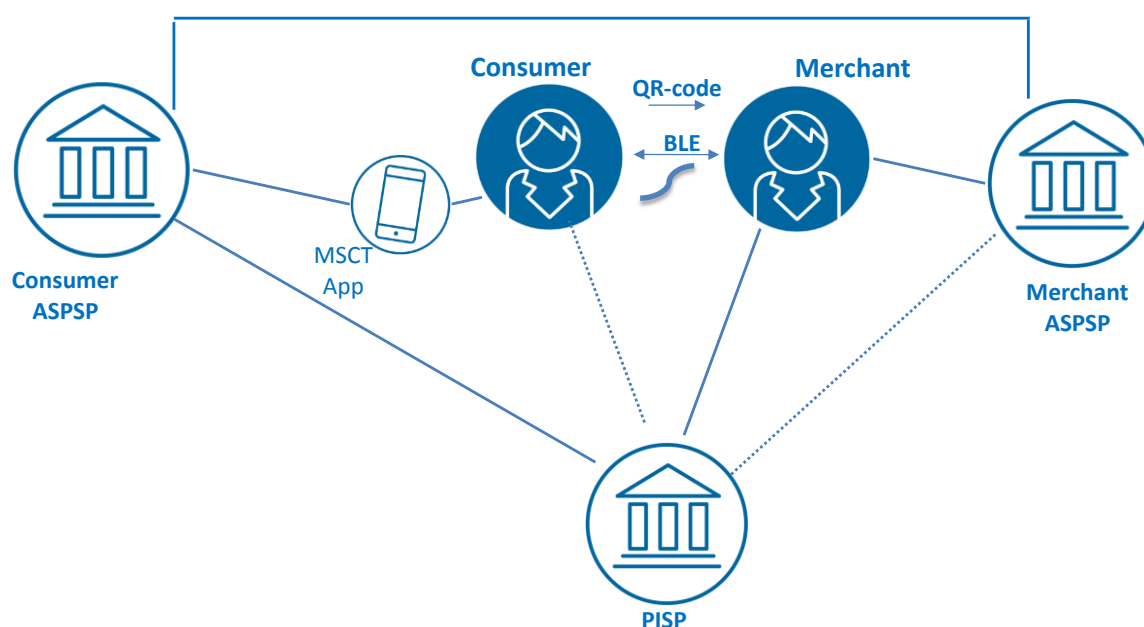 Consumer
Merchant
QR-code
BLE
MSCT
App
Consumer
ASPSP
Merchant
ASPSP
PISP